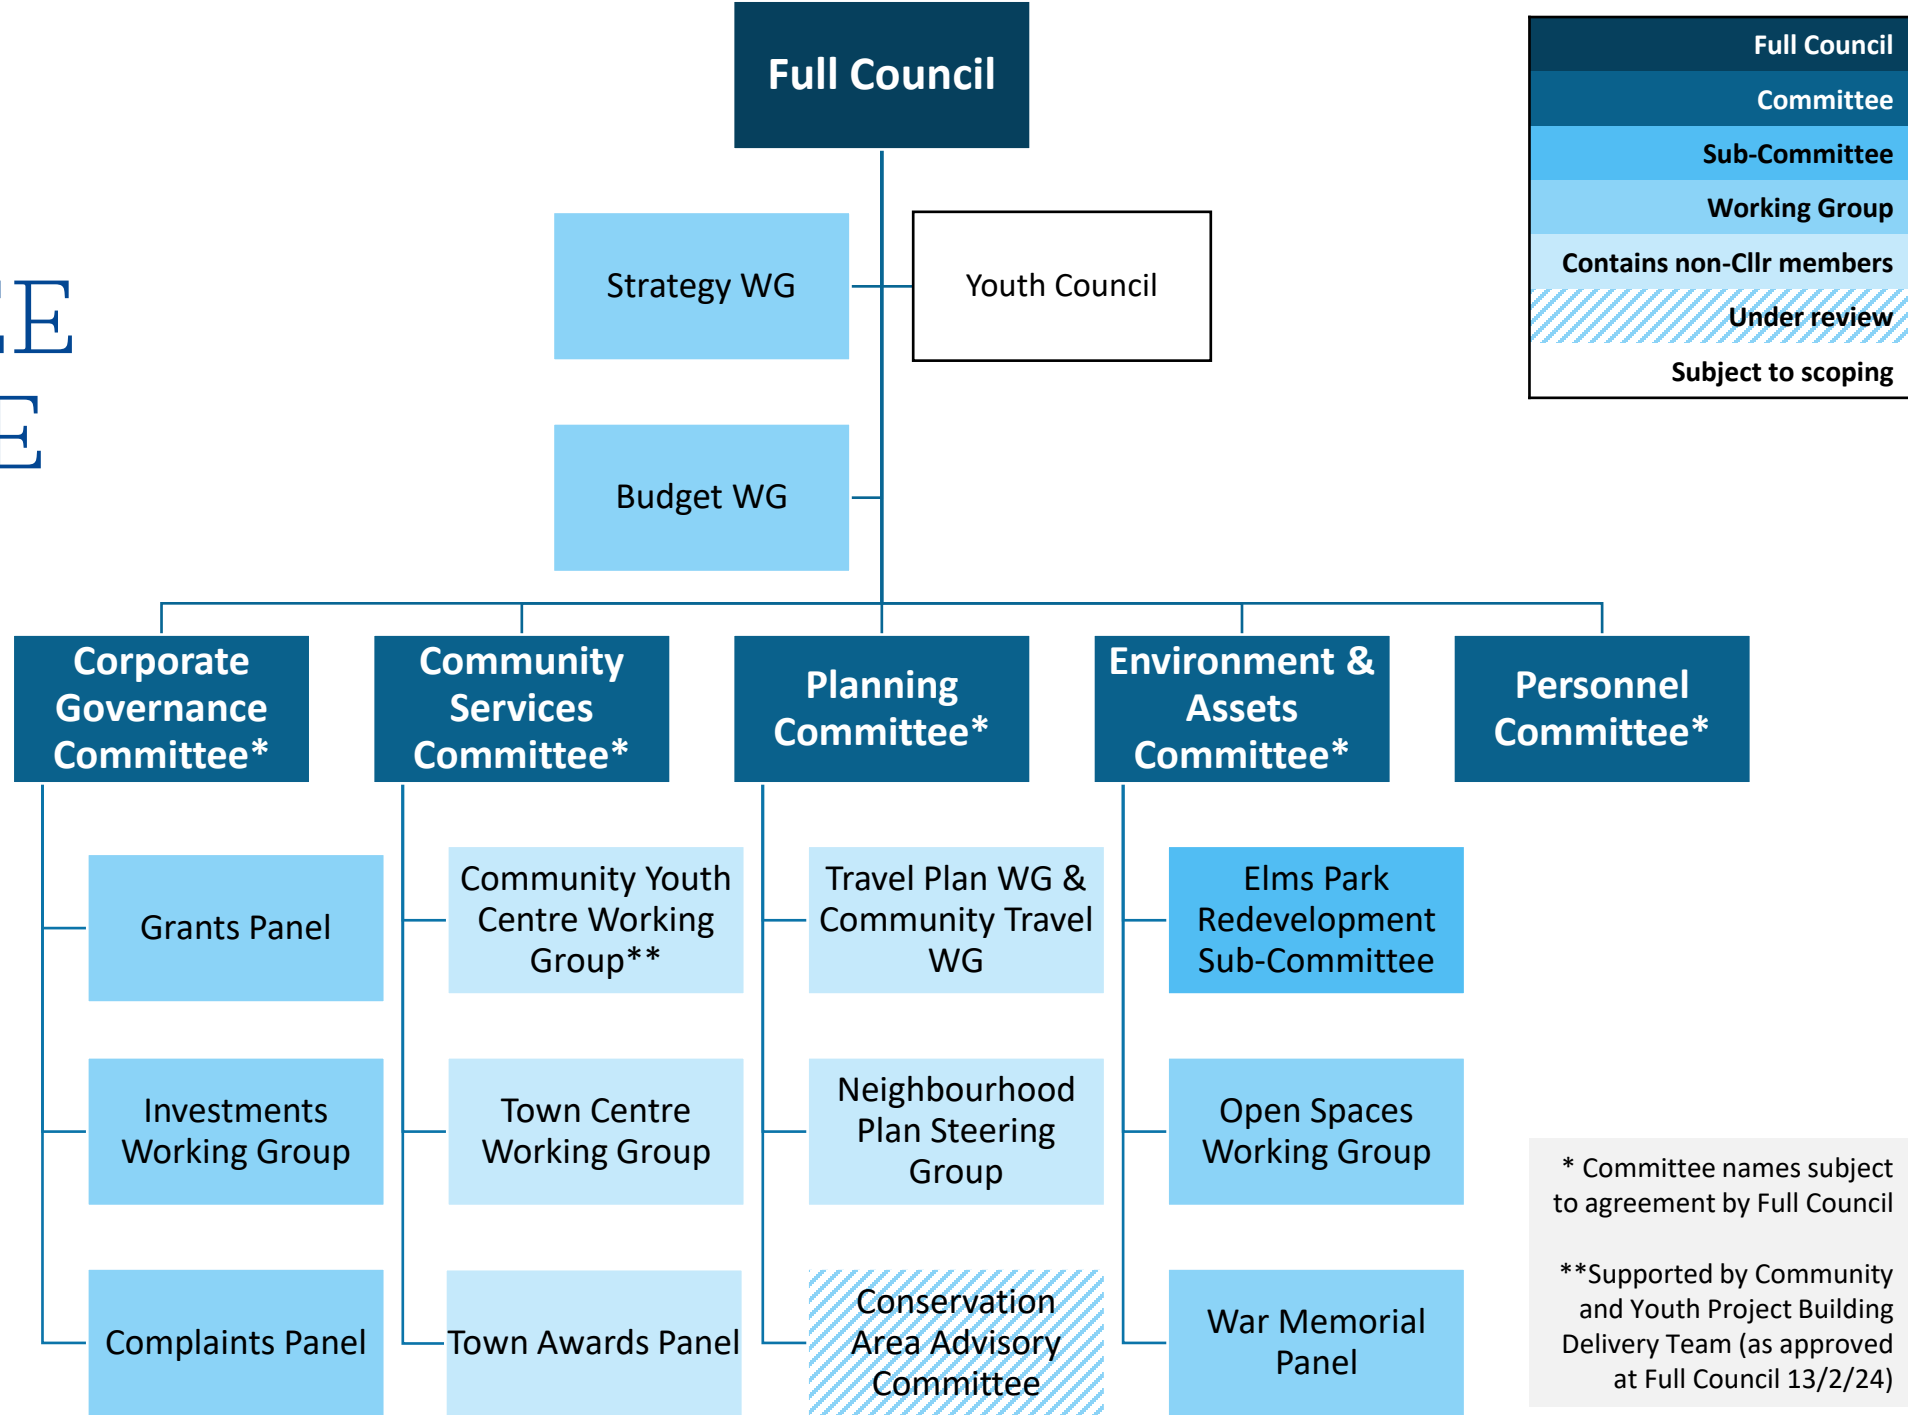 Full Council
Full Council
Committee
Sub-Committee
Working Group
Contains non-Cllr members
Under review
Subject to scoping
Strategy WG
Youth Council
EE
E
Budget WG
Corporate
Governance
Committee*
Community
Services
Committee*
Planning
Committee*
Environment &
Assets
Committee*
Personnel
Committee*
Grants Panel
Investments
Working Group
Complaints Panel
Community Youth
Centre Working
Group**
Town Centre
Working Group
Town Awards Panel
Travel Plan WG &
Community Travel
WG
Neighbourhood
Plan Steering
Group
Conservation
Area Advisory
Committee
Elms Park
Redevelopment
Sub-Committee
Open Spaces
Working Group
War Memorial
Panel
* Committee names subject
to agreement by Full Council
**Supported by Community
and Youth Project Building
Delivery Team (as approved
at Full Council 13/2/24)